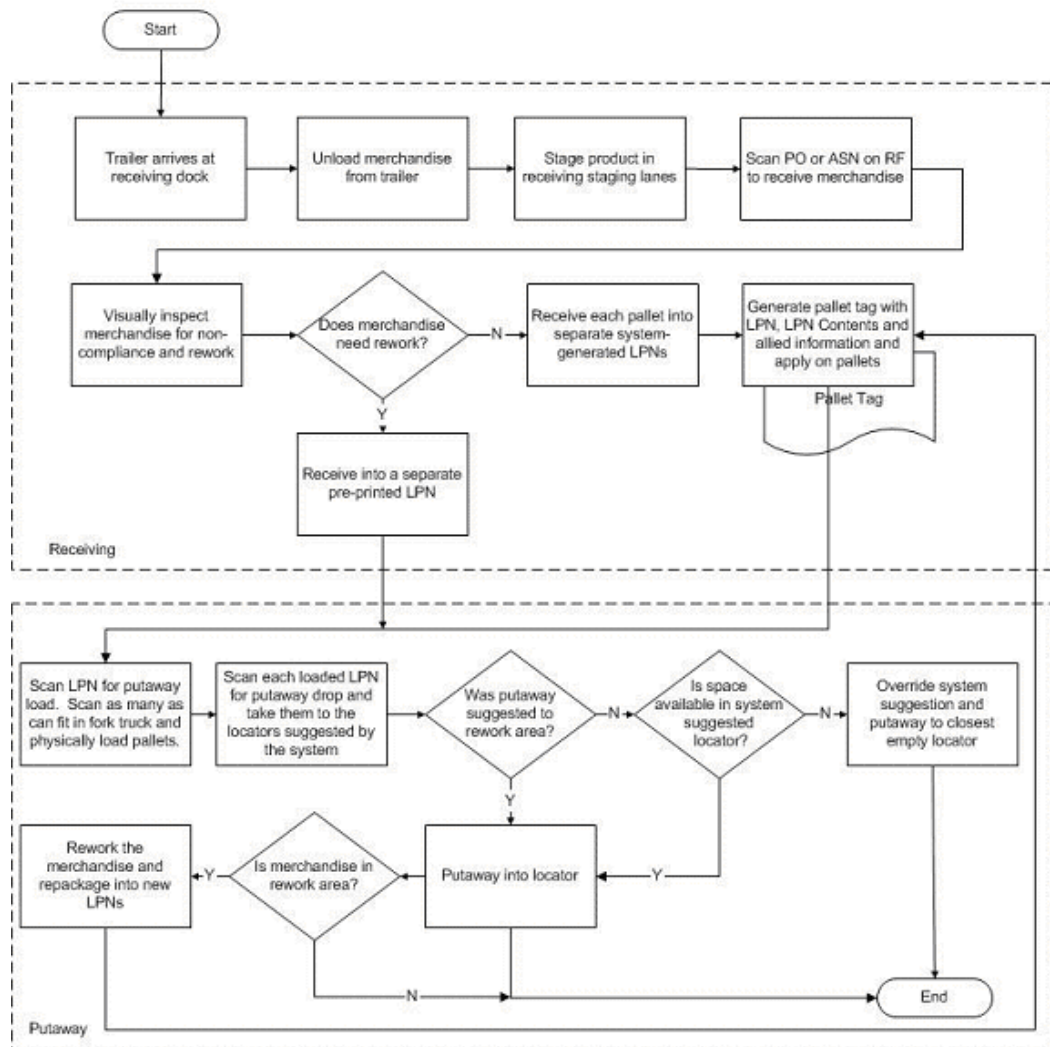 Start
Trailer arrives at
receiving dock
Unload merchandise
from trailer
Stage product in
receiving staging lanes
Scan PO or ASN on RF
to receive merchandise
Visually inspect
merchandise for non-
compliance and rework
Does merchandise
need rework?
N
Receive each pallet into
separate system-
generated LPNs
Generate pallet tag with
LPN, LPN Contents and
allied information and
apply on pallets
Pallet Tag
Y
Receive into a separate
pre-printed LPN
Receiving
Scan LPN for putaway
load. Scan as many as
can fit in fork truck and
physically load pallets.
Scan each loaded LPN
for putaway drop and
take them to the
locators suggested by
the system
Was putaway
suggested to
rework area?
N
Is space
available in system
suggested
locator?
N
Override system
suggestion and
putaway to closest
empty locator
Y
Rework the
merchandise and
repackage into new
LPNs
Y
Is merchandise in
rework area?
Putaway into locator
Y
N
End
Putaway